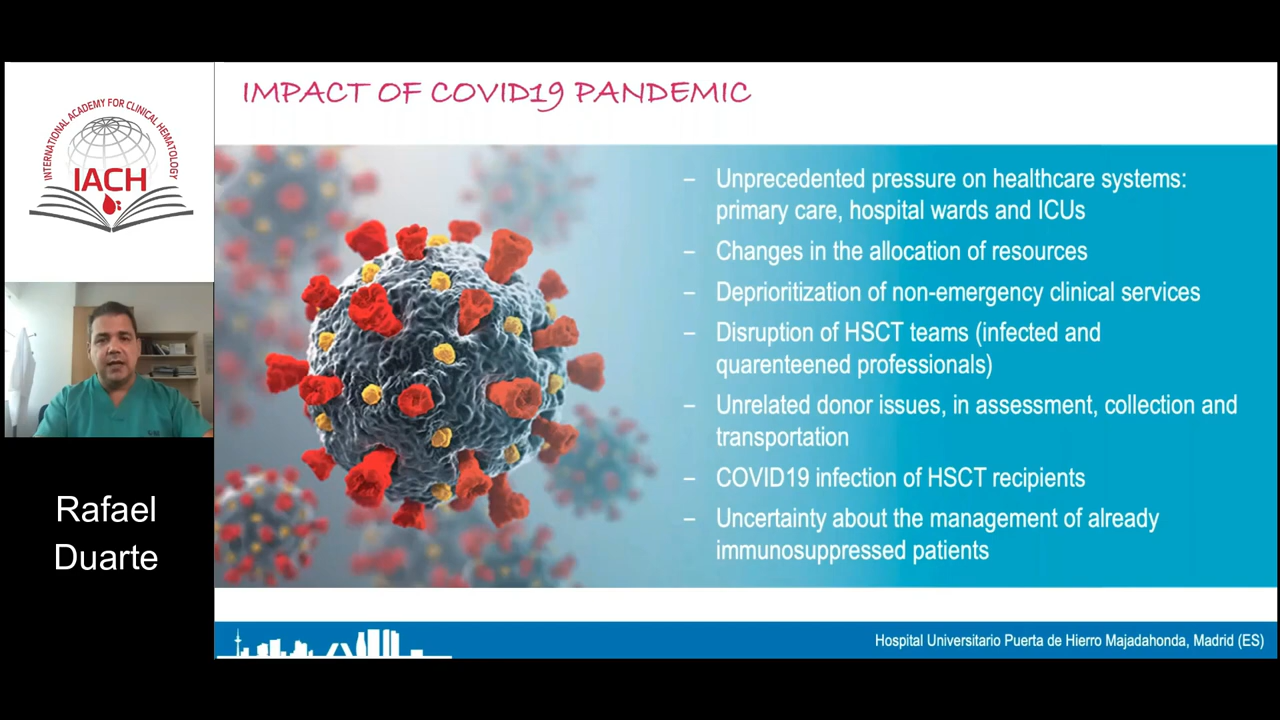 INTERNATIONAL ACADEMY FOR CLINICAL HEMATOLOGY
IACH
Rafael
Duarte
IMPACT OF COVID19 PANDEMIC
– Unprecedented pressure on healthcare systems:
primary care, hospital wards and ICUs
– Changes in the allocation of resources
– Deprioritization of non-emergency clinical services
– Disruption of HSCT teams (infected and
quarenteened professionals)
– Unrelated donor issues, in assessment, collection and
transportation
– COVID19 infection of HSCT recipients
– Uncertainty about the management of already
immunosuppressed patients
Hospital Universitario Puerta de Hierro Majadahonda, Madrid (ES)